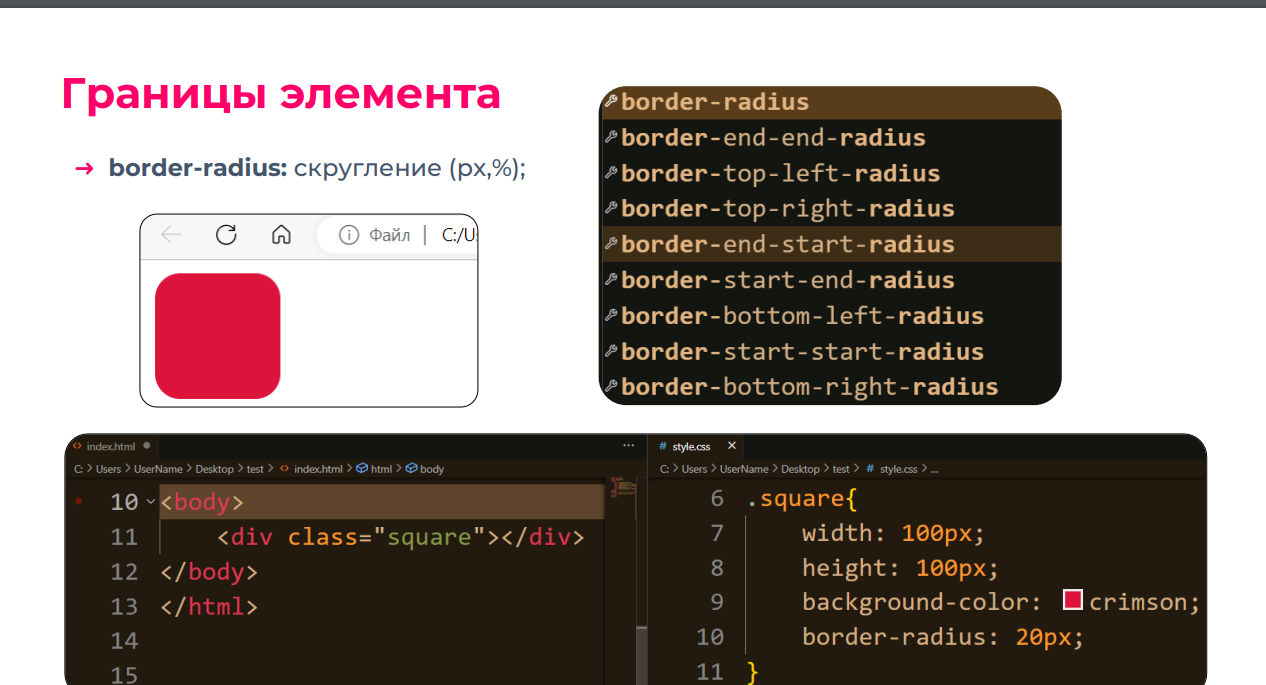 Границы элемента
→ border-radius: скругление (px,%);
Файл | C:/Us
border-radius
border-end-end-radius
border-top-left-radius
border-top-right-radius
border-end-start-radius
border-start-end-radius
border-bottom-left-radius
border-start-start-radius
border-bottom-right-radius
<> index.html ● ...
C: > Users > UserName > Desktop > test > <> index.html > html > body
10 <body>
11 <div class="square"></div>
12 </body>
13 </html>
14
15
# style.css ×
C: > Users > UserName > Desktop > test > # style.css > ...
6 .square{
7 width: 100px;
8 height: 100px;
9 background-color: crimson;
10 border-radius: 20px;
11 }